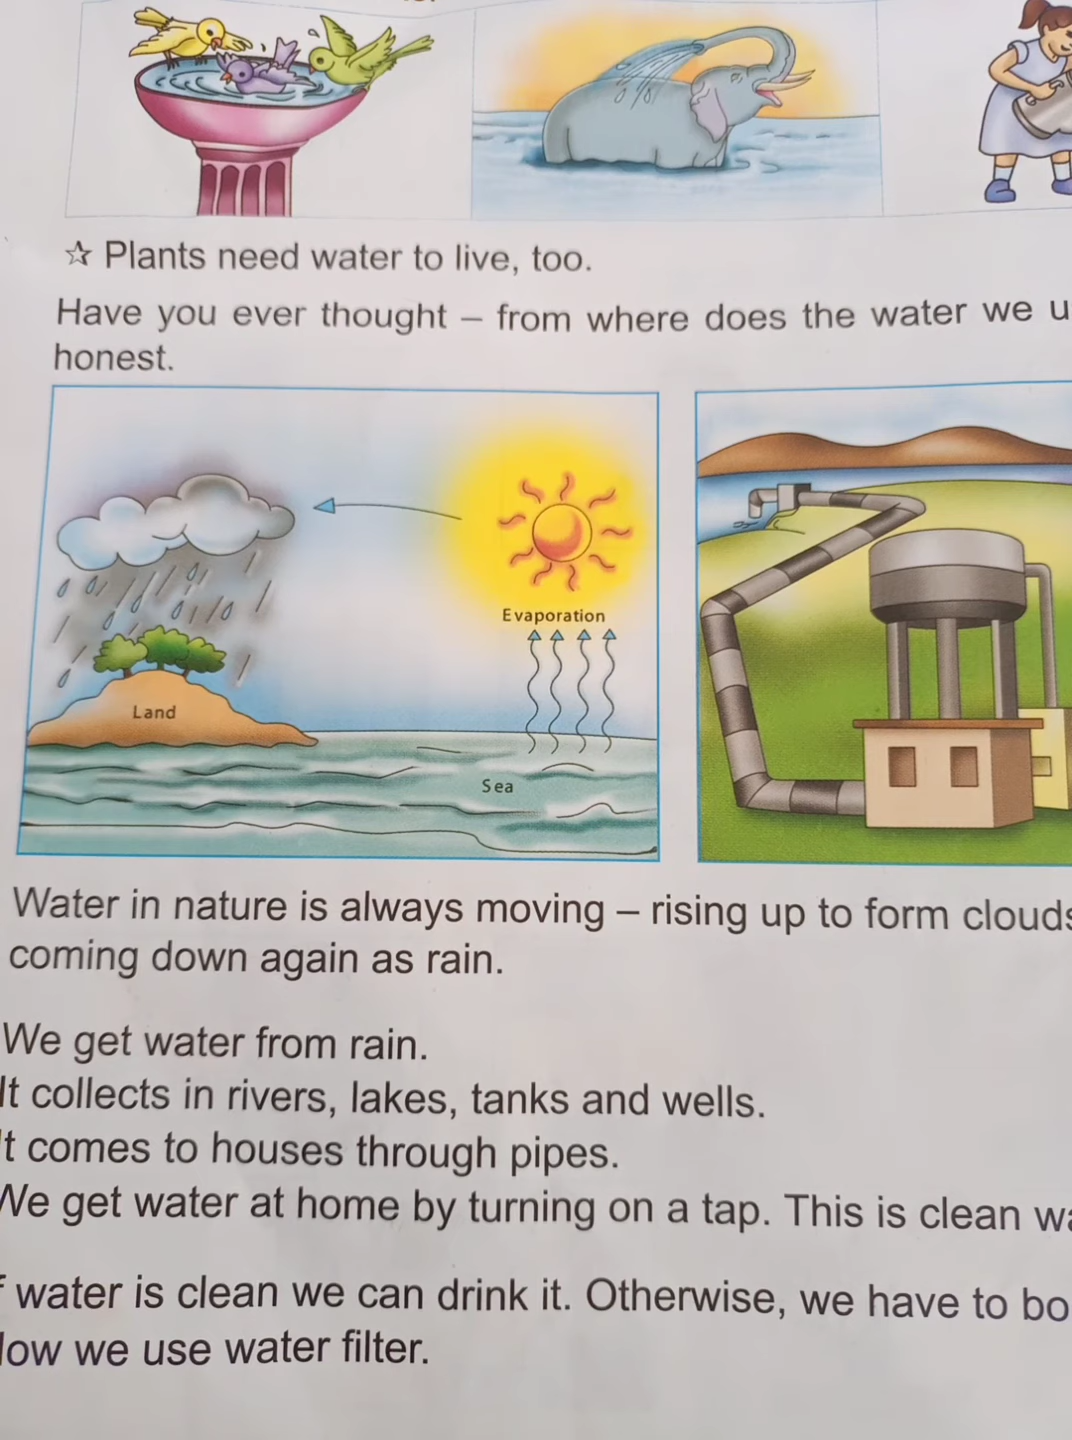 ☆ Plants need water to live, too.
Have you ever thought – from where does the water we
honest.
Evaporation
Land
Sea
Water in nature is always moving – rising up to form clouds
coming down again as rain.
We get water from rain.
It collects in rivers, lakes, tanks and wells.
It comes to houses through pipes.
We get water at home by turning on a tap. This is clean
water is clean we can drink it. Otherwise, we have to
we use water filter.